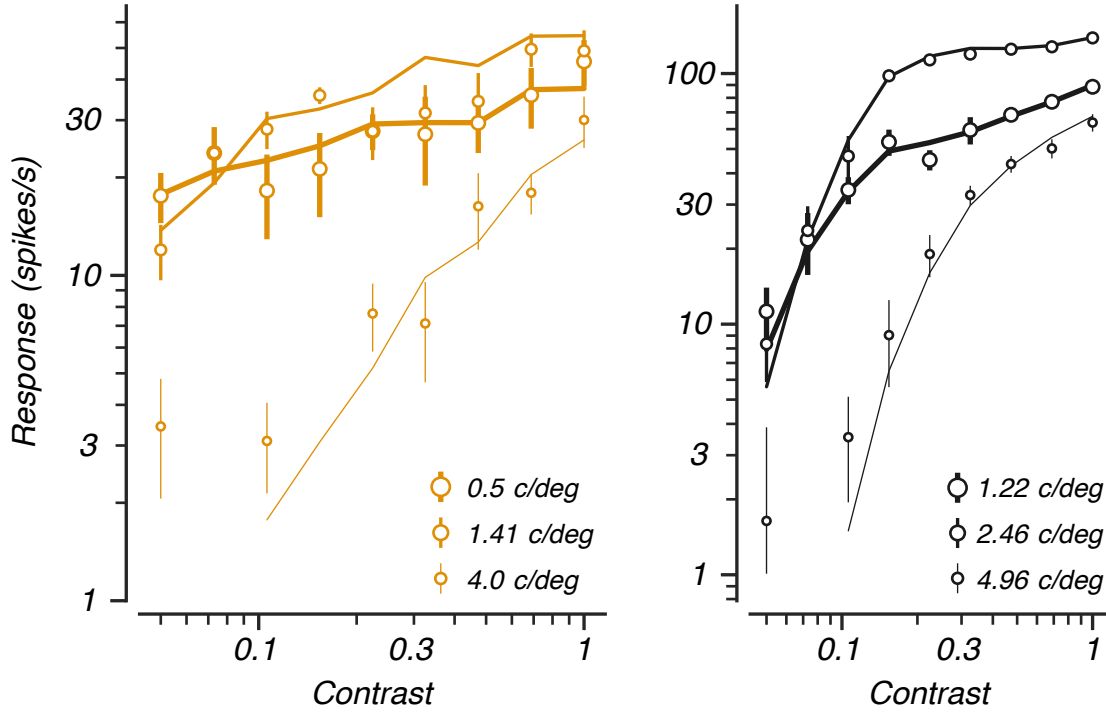 Response (spikes/s)
30
10
3
1
0.5 c/deg
1.41 c/deg
4.0 c/deg
0.1
0.3
1
Contrast
100
30
10
3
1
1.22 c/deg
2.46 c/deg
4.96 c/deg
0.1
0.3
1
Contrast